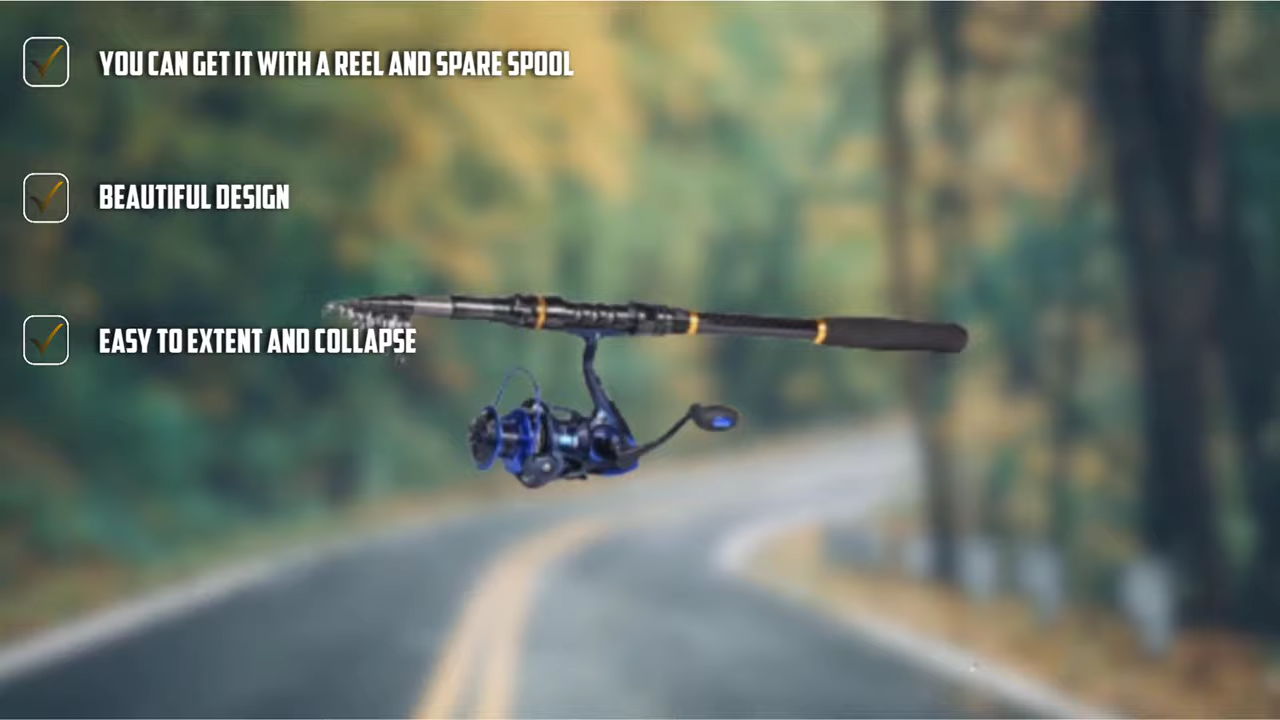 YOU CAN GET IT WITH A REEL AND SPARE SPOOL
BEAUTIFUL DESIGN
EASY TO EXTENT AND COLLAPSE